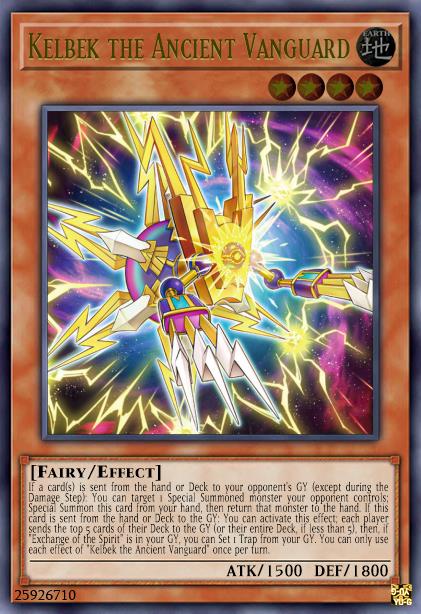 KELBEK THE ANCIENT VANGUARD
EARTH
地
[FAIRY/EFFECT]
If a card(s) is sent from the hand or Deck to your opponent's GY (except during the
Damage Step): You can target 1 Special Summoned monster your opponent controls;
Special Summon this card from your hand, then return that monster to the hand. If this
card is sent from the hand or Deck to the GY: You can activate this effect; each player
sends the top 5 cards of their Deck to the GY (or their entire Deck, if less than 5), then, if
"Exchange of the Spirit" is in your GY, you can Set 1 Trap from your GY. You can only use
each effect of "Kelbek the Ancient Vanguard" once per turn.
ATK/1500 DEF/1800
25926710